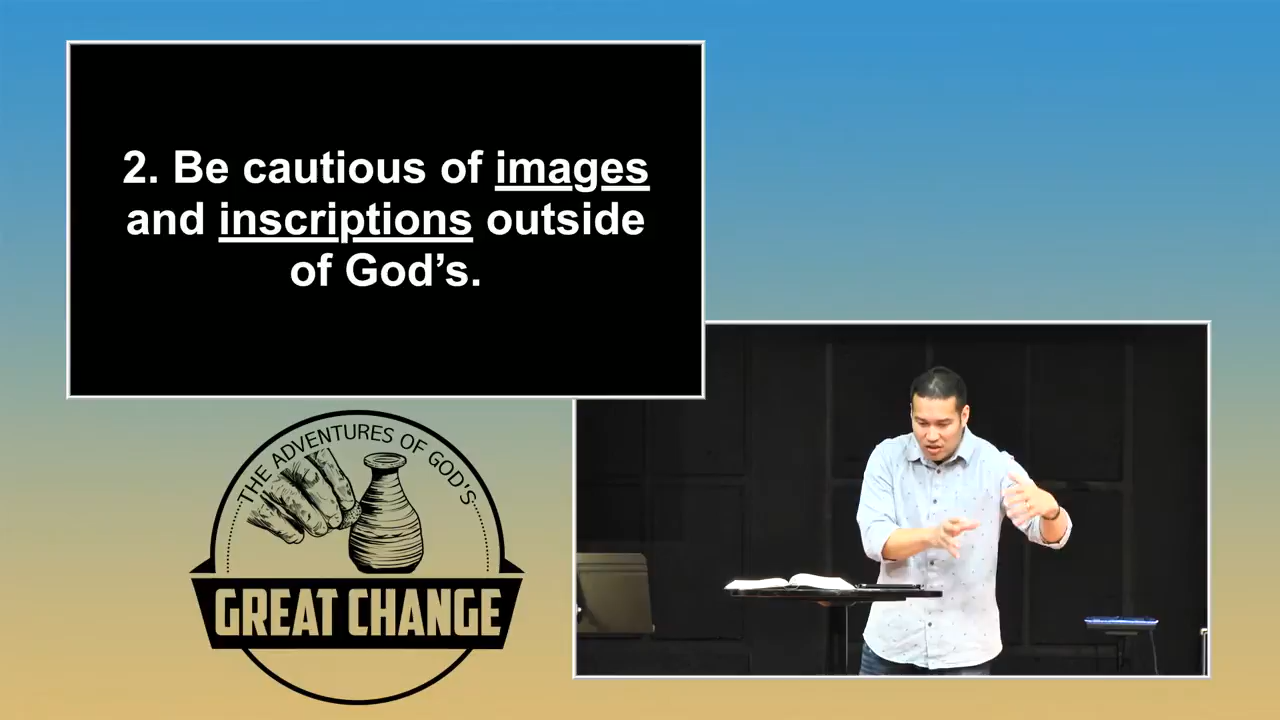 2. Be cautious of images
and inscriptions outside
of God’s.
THE ADVENTURES OF GOD'S
GREAT CHANGE